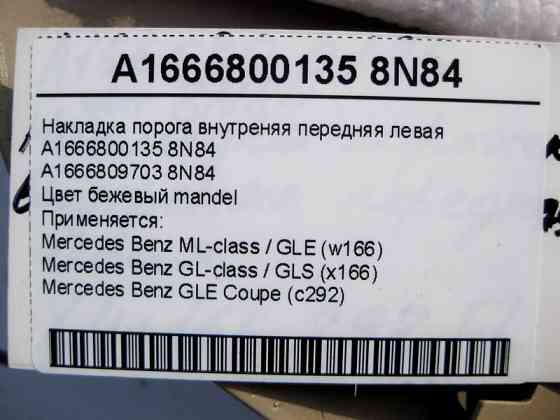 A1666800135 8N84
Накладка порога внутреняя передняя левая
A1666800135 8N84
A1666809703 8N84
Цвет бежевый mandel
Применяется:
Mercedes Benz ML-class / GLE (w166)
Mercedes Benz GL-class / GLS (x166)
Mercedes Benz GLE Coupe (c292)